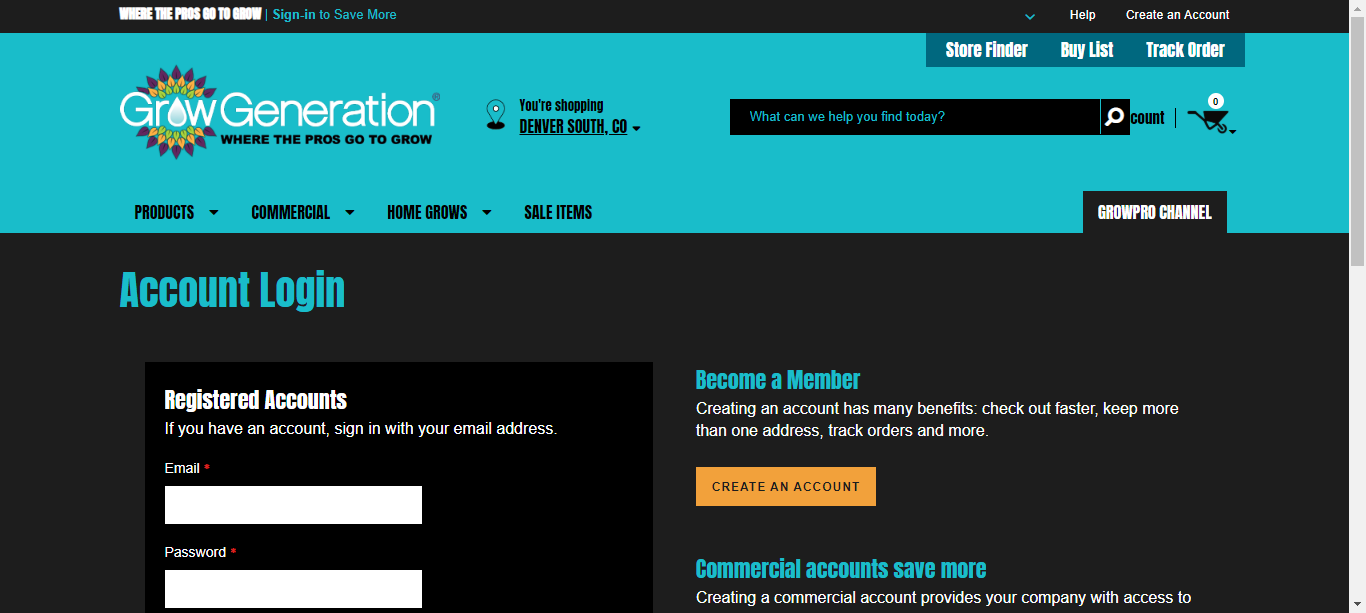 WHERE THE PROS GO TO GROW | Sign-in to Save More
Help
Create an Account
Store Finder
Buy List
Track Order
GrowGeneration®
WHERE THE PROS GO TO GROW
You're shopping
DENVER SOUTH, CO
What can we help you find today?
count
0
PRODUCTS
COMMERCIAL
HOME GROWS
SALE ITEMS
GROWPRO CHANNEL
Account Login
Registered Accounts
If you have an account, sign in with your email address.
Email *
Password *
Become a Member
Creating an account has many benefits: check out faster, keep more
than one address, track orders and more.
CREATE AN ACCOUNT
Commercial accounts save more
Creating a commercial account provides your company with access to